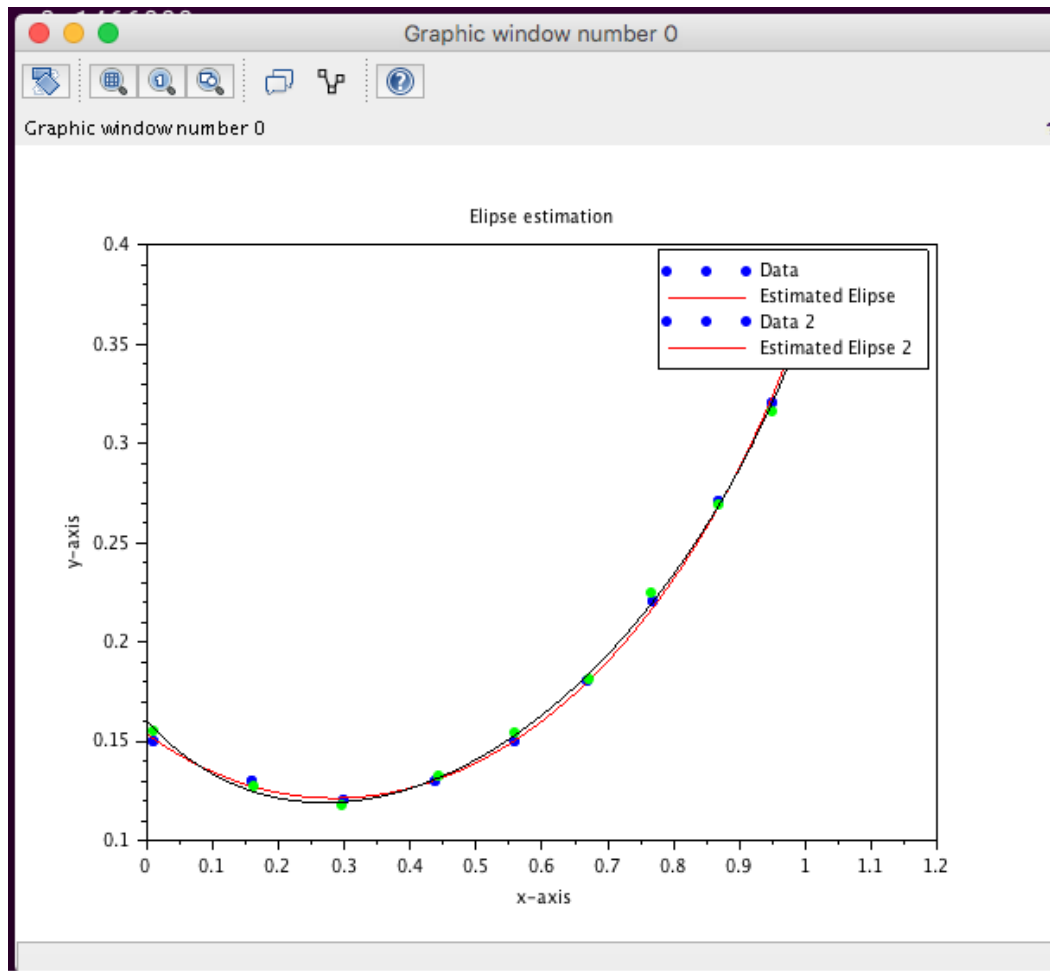 Graphic window number 0
Graphic window number 0
Elipse estimation
0.4
0.35
0.3
0.25
0.2
0.15
0.1
y-axis
Data
Estimated Elipse
Data 2
Estimated Elipse 2
0 0.1 0.2 0.3 0.4 0.5 0.6 0.7 0.8 0.9 1 1.1 1.2
x-axis